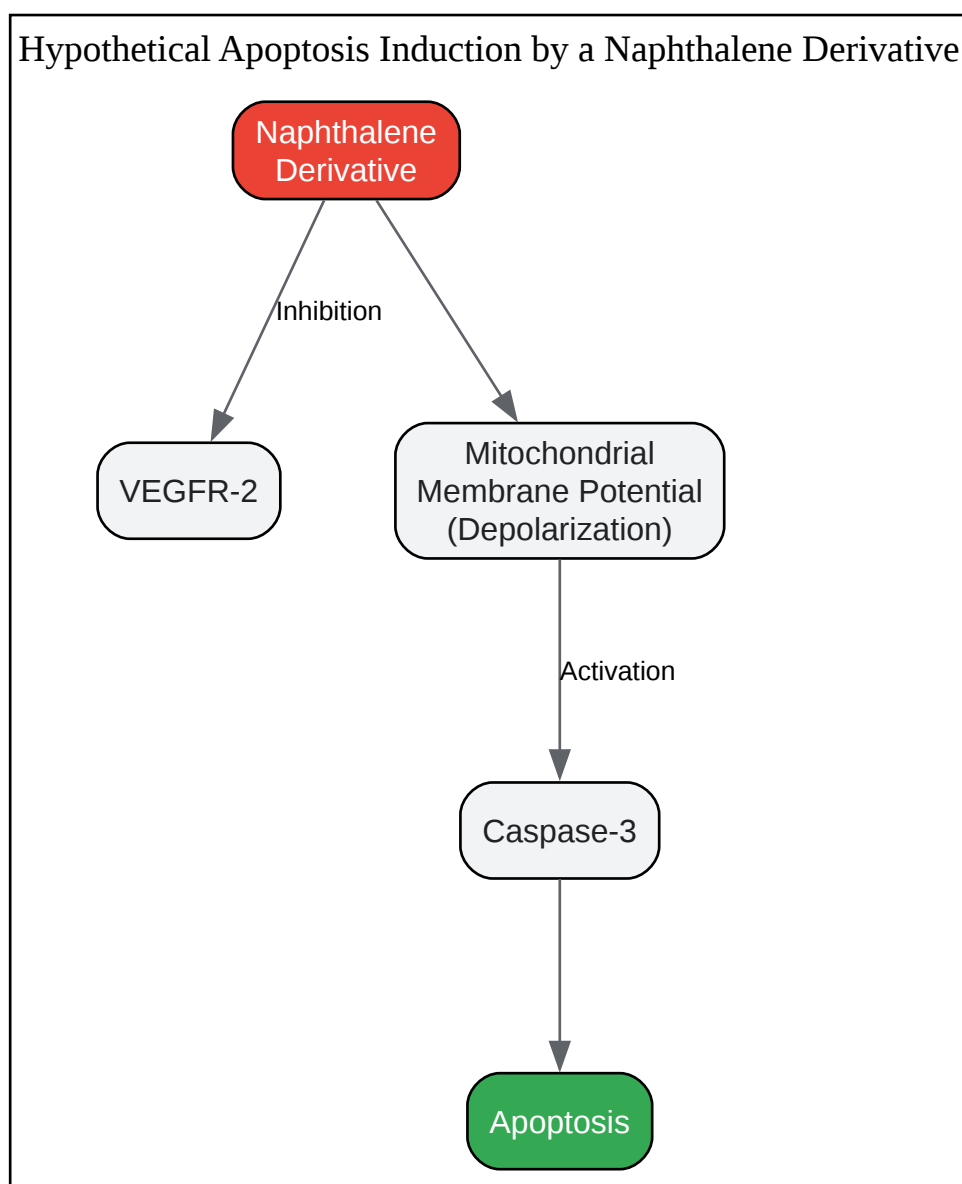 Hypothetical Apoptosis Induction by a Naphthalene Derivative
Naphthalene
Derivative
Inhibition
VEGFR-2
Mitochondrial
Membrane Potential
(Depolarization)
Activation
Caspase-3
Apoptosis